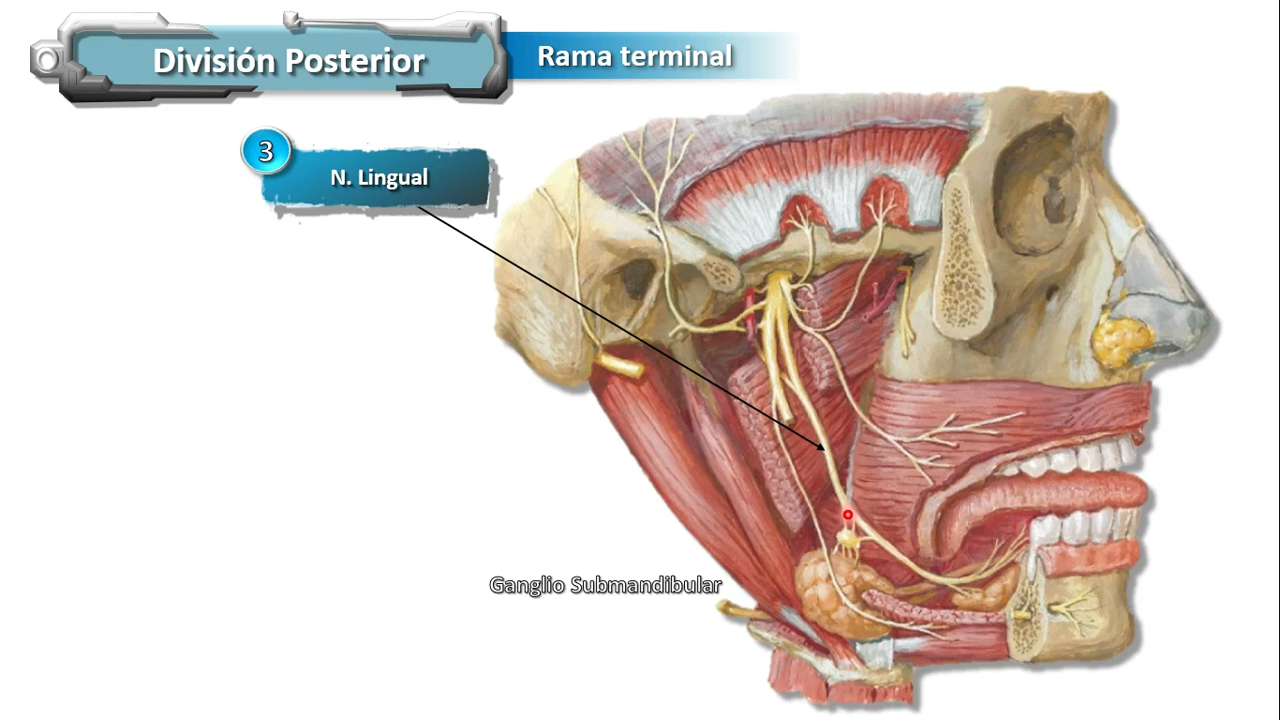 División Posterior
Rama terminal
3
N. Lingual
Ganglio Submandibular